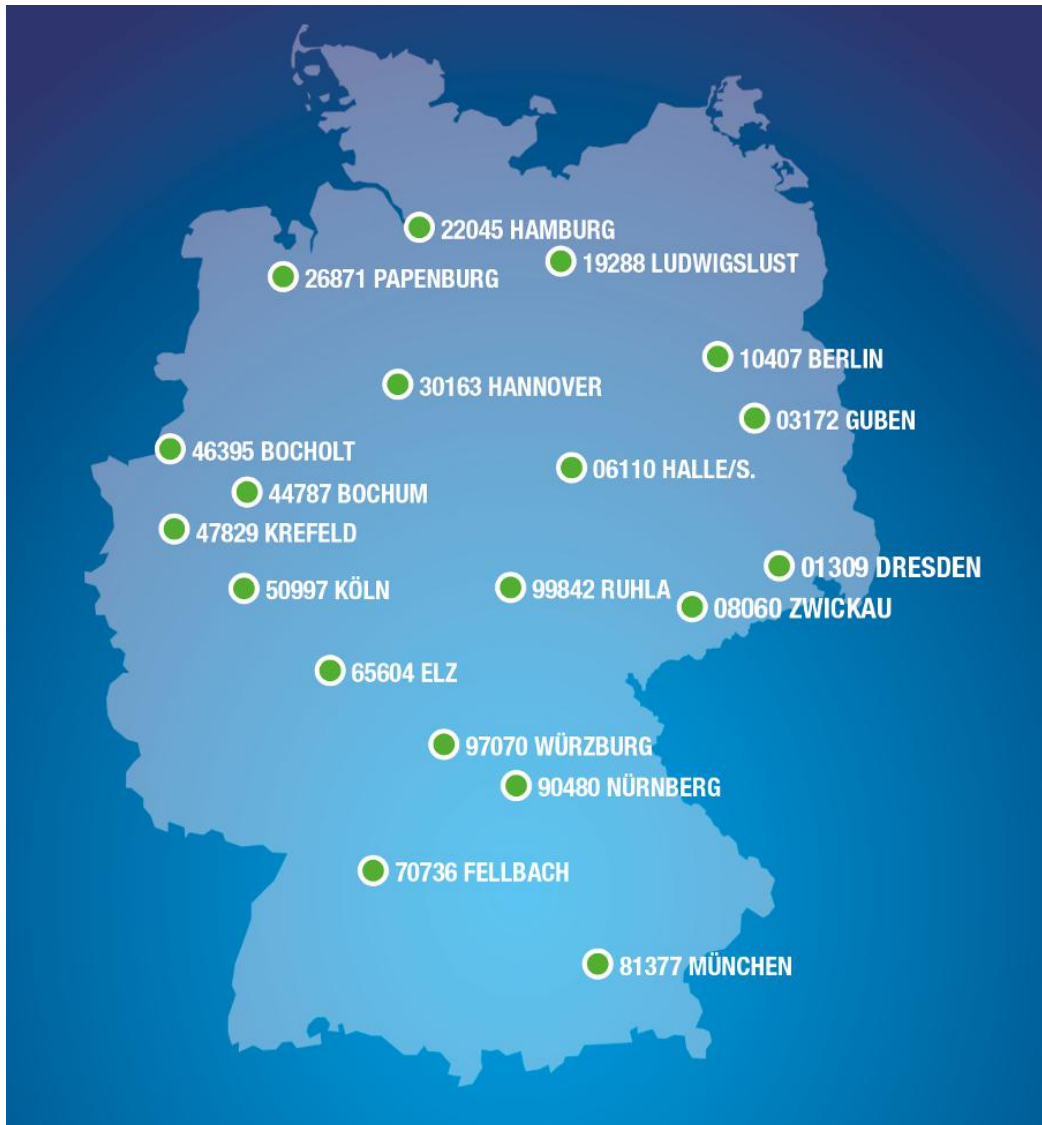 22045 HAMBURG
19288 LUDWIGSLUST
26871 PAPENBURG
10407 BERLIN
30163 HANNOVER
03172 GUBEN
46395 BOCHOLT
06110 HALLE/S.
44787 BOCHUM
47829 KREFELD
01309 DRESDEN
50997 KÖLN
99842 RUHLA
08060 ZWICKAU
65604 ELZ
97070 WÜRZBURG
90480 NÜRNBERG
70736 FELLBACH
81377 MÜNCHEN